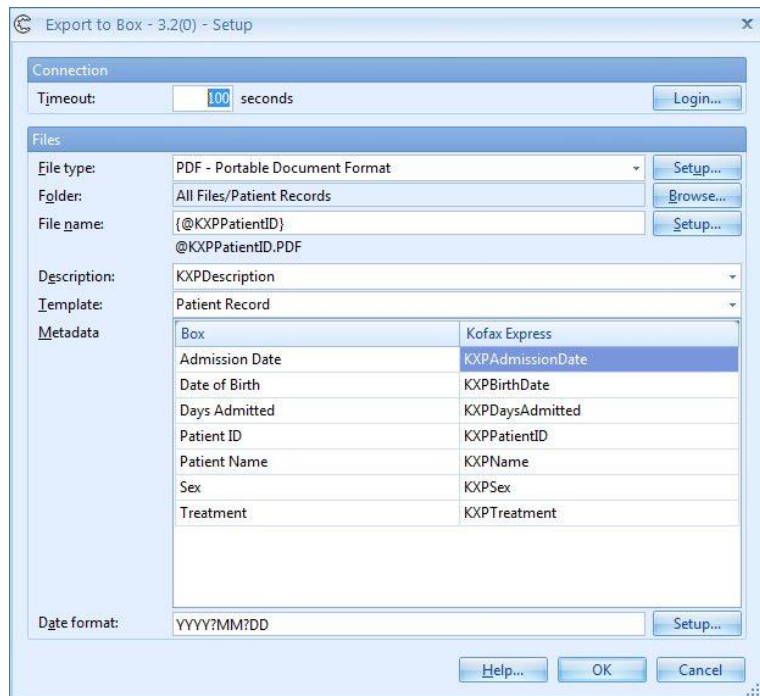 Export to Box - 3.2(0) - Setup
Connection
Timeout: 100 seconds Login...
Files
File type: PDF - Portable Document Format Setup...
Folder: All Files/Patient Records Browse...
File name: {@KXPPatientID} Setup...
@KXPPatientID.PDF
Description: KXPDescription
Template: Patient Record
Metadata Box Kofax Express
Admission Date KXPAdmissionDate
Date of Birth KXPBirthDate
Days Admitted KXPDaysAdmitted
Patient ID KXPPatientID
Patient Name KXPName
Sex KXPSex
Treatment KXPTreatment
Date format: YYYY?MM?DD Setup...
Help... OK Cancel